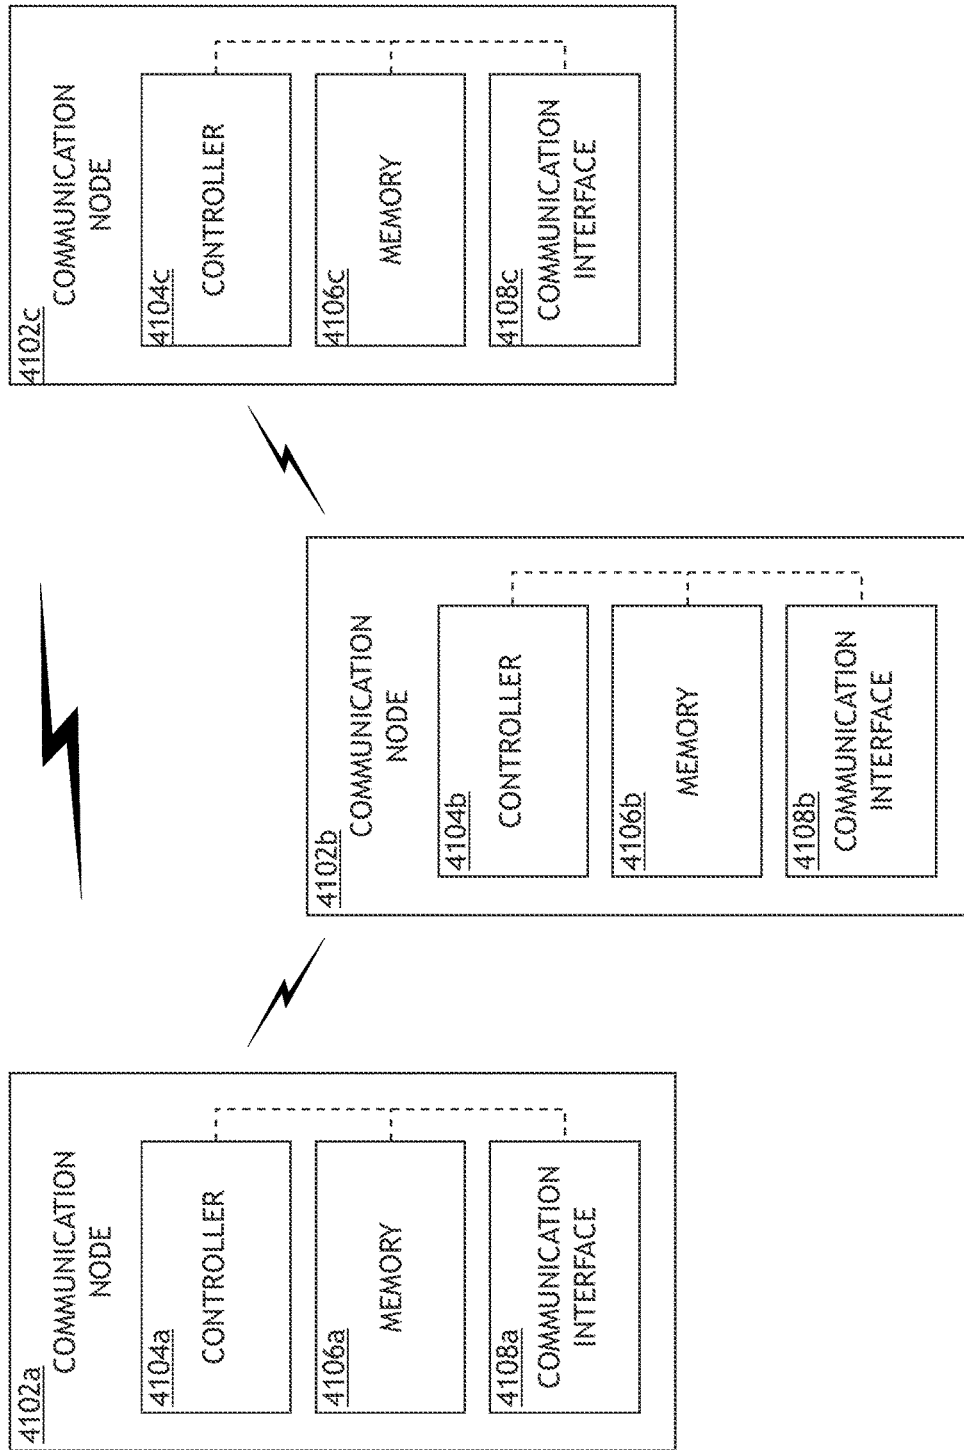 4102a
COMMUNICATION
NODE
4104a
CONTROLLER
4106a
MEMORY
4108a
COMMUNICATION
INTERFACE
4102b
COMMUNICATION
NODE
4104b
CONTROLLER
4106b
MEMORY
4108b
COMMUNICATION
INTERFACE
4102c
COMMUNICATION
NODE
4104c
CONTROLLER
4106c
MEMORY
4108c
COMMUNICATION
INTERFACE